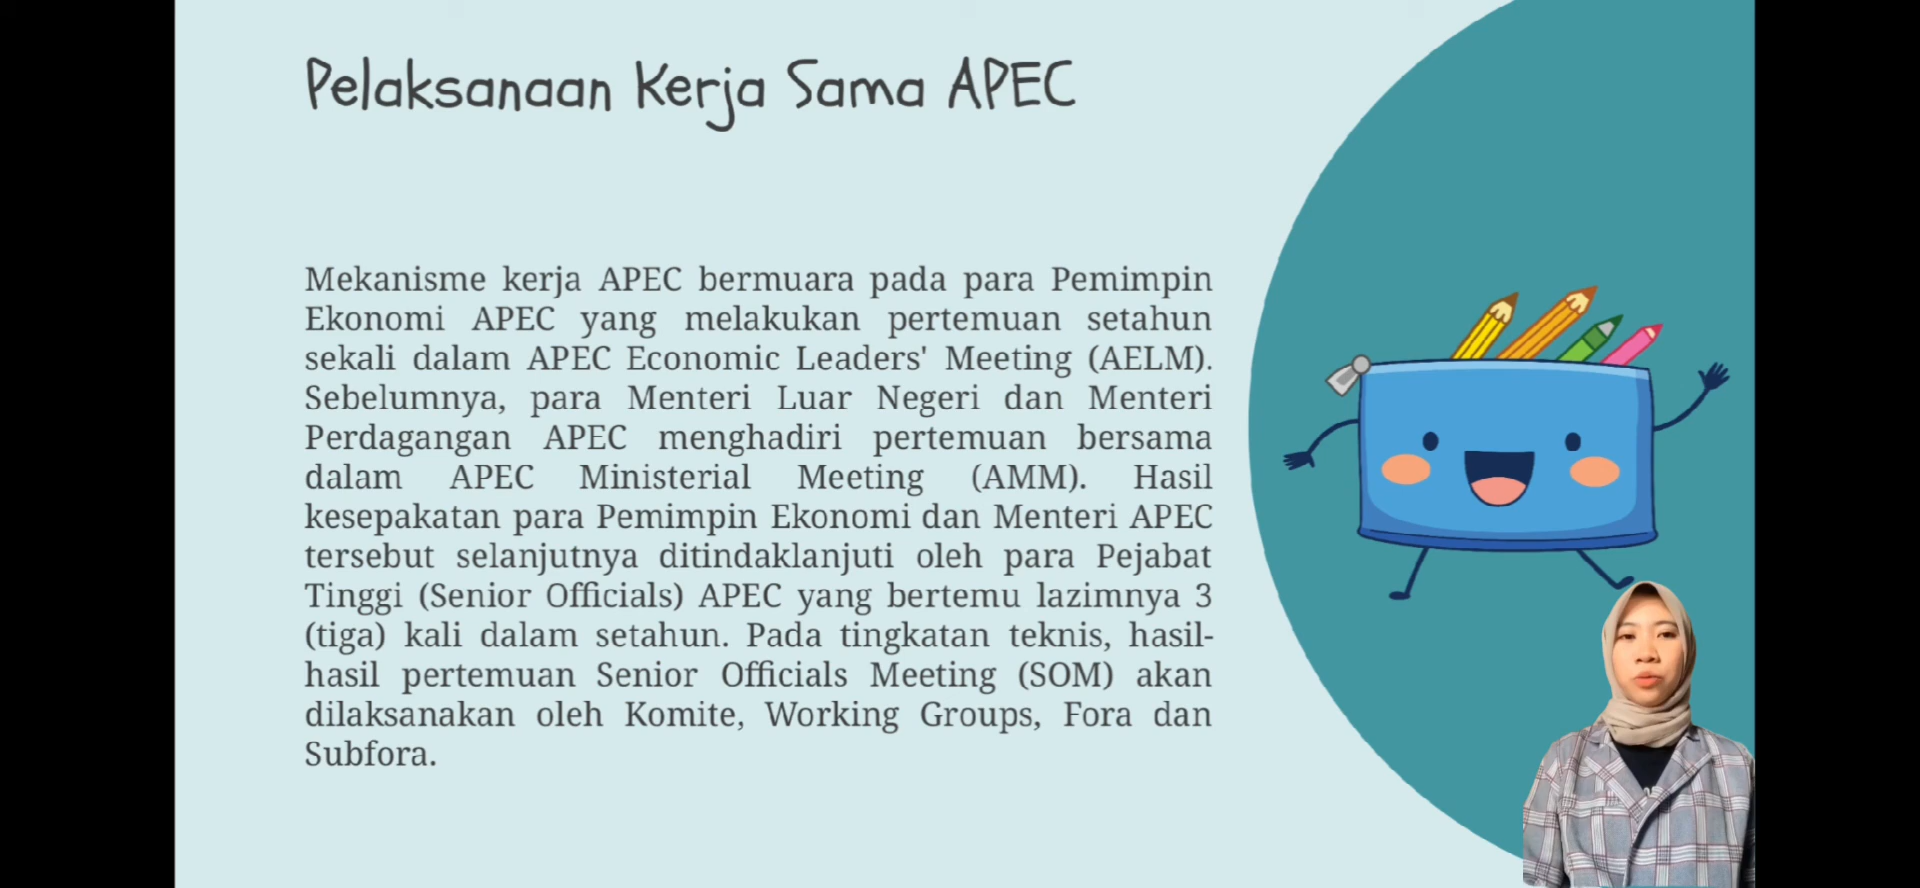 Pelaksanaan Kerja Sama APEC
Mekanisme kerja APEC bermuara pada para Pemimpin
Ekonomi APEC yang melakukan pertemuan setahun
sekali dalam APEC Economic Leaders' Meeting (AELM).
Sebelumnya, para Menteri Luar Negeri dan Menteri
Perdagangan APEC menghadiri pertemuan bersama
dalam APEC Ministerial Meeting (AMM). Hasil
kesepakatan para Pemimpin Ekonomi dan Menteri APEC
tersebut selanjutnya ditindaklanjuti oleh para Pejabat
Tinggi (Senior Officials) APEC yang bertemu lazimnya 3
(tiga) kali dalam setahun. Pada tingkatan teknis, hasil-
hasil pertemuan Senior Officials Meeting (SOM) akan
dilaksanakan oleh Komite, Working Groups, Fora dan
Subfora.